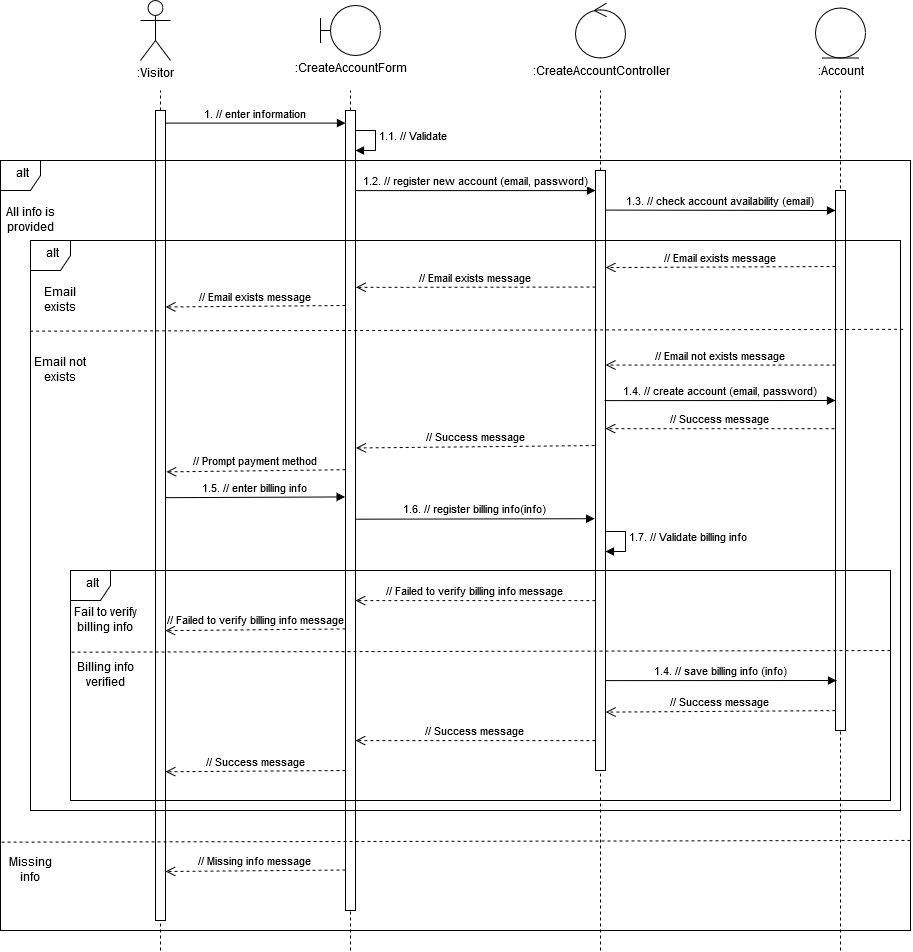 :Visitor
:CreateAccountForm
:CreateAccountController
:Account
1. // enter information
1.1. // Validate
alt
1.2. // register new account (email, password)
1.3. // check account availability (email)
All info is
provided
alt
// Email exists message
// Email exists message
Email
exists
// Email exists message
Email not
exists
// Email not exists message
1.4. // create account (email, password)
// Success message
// Success message
// Prompt payment method
1.5. // enter billing info
1.6. // register billing info(info)
1.7. // Validate billing info
alt
// Failed to verify billing info message
Fail to verify
billing info
// Failed to verify billing info message
Billing info
verified
1.4. // save billing info (info)
// Success message
// Success message
// Success message
Missing
info
// Missing info message